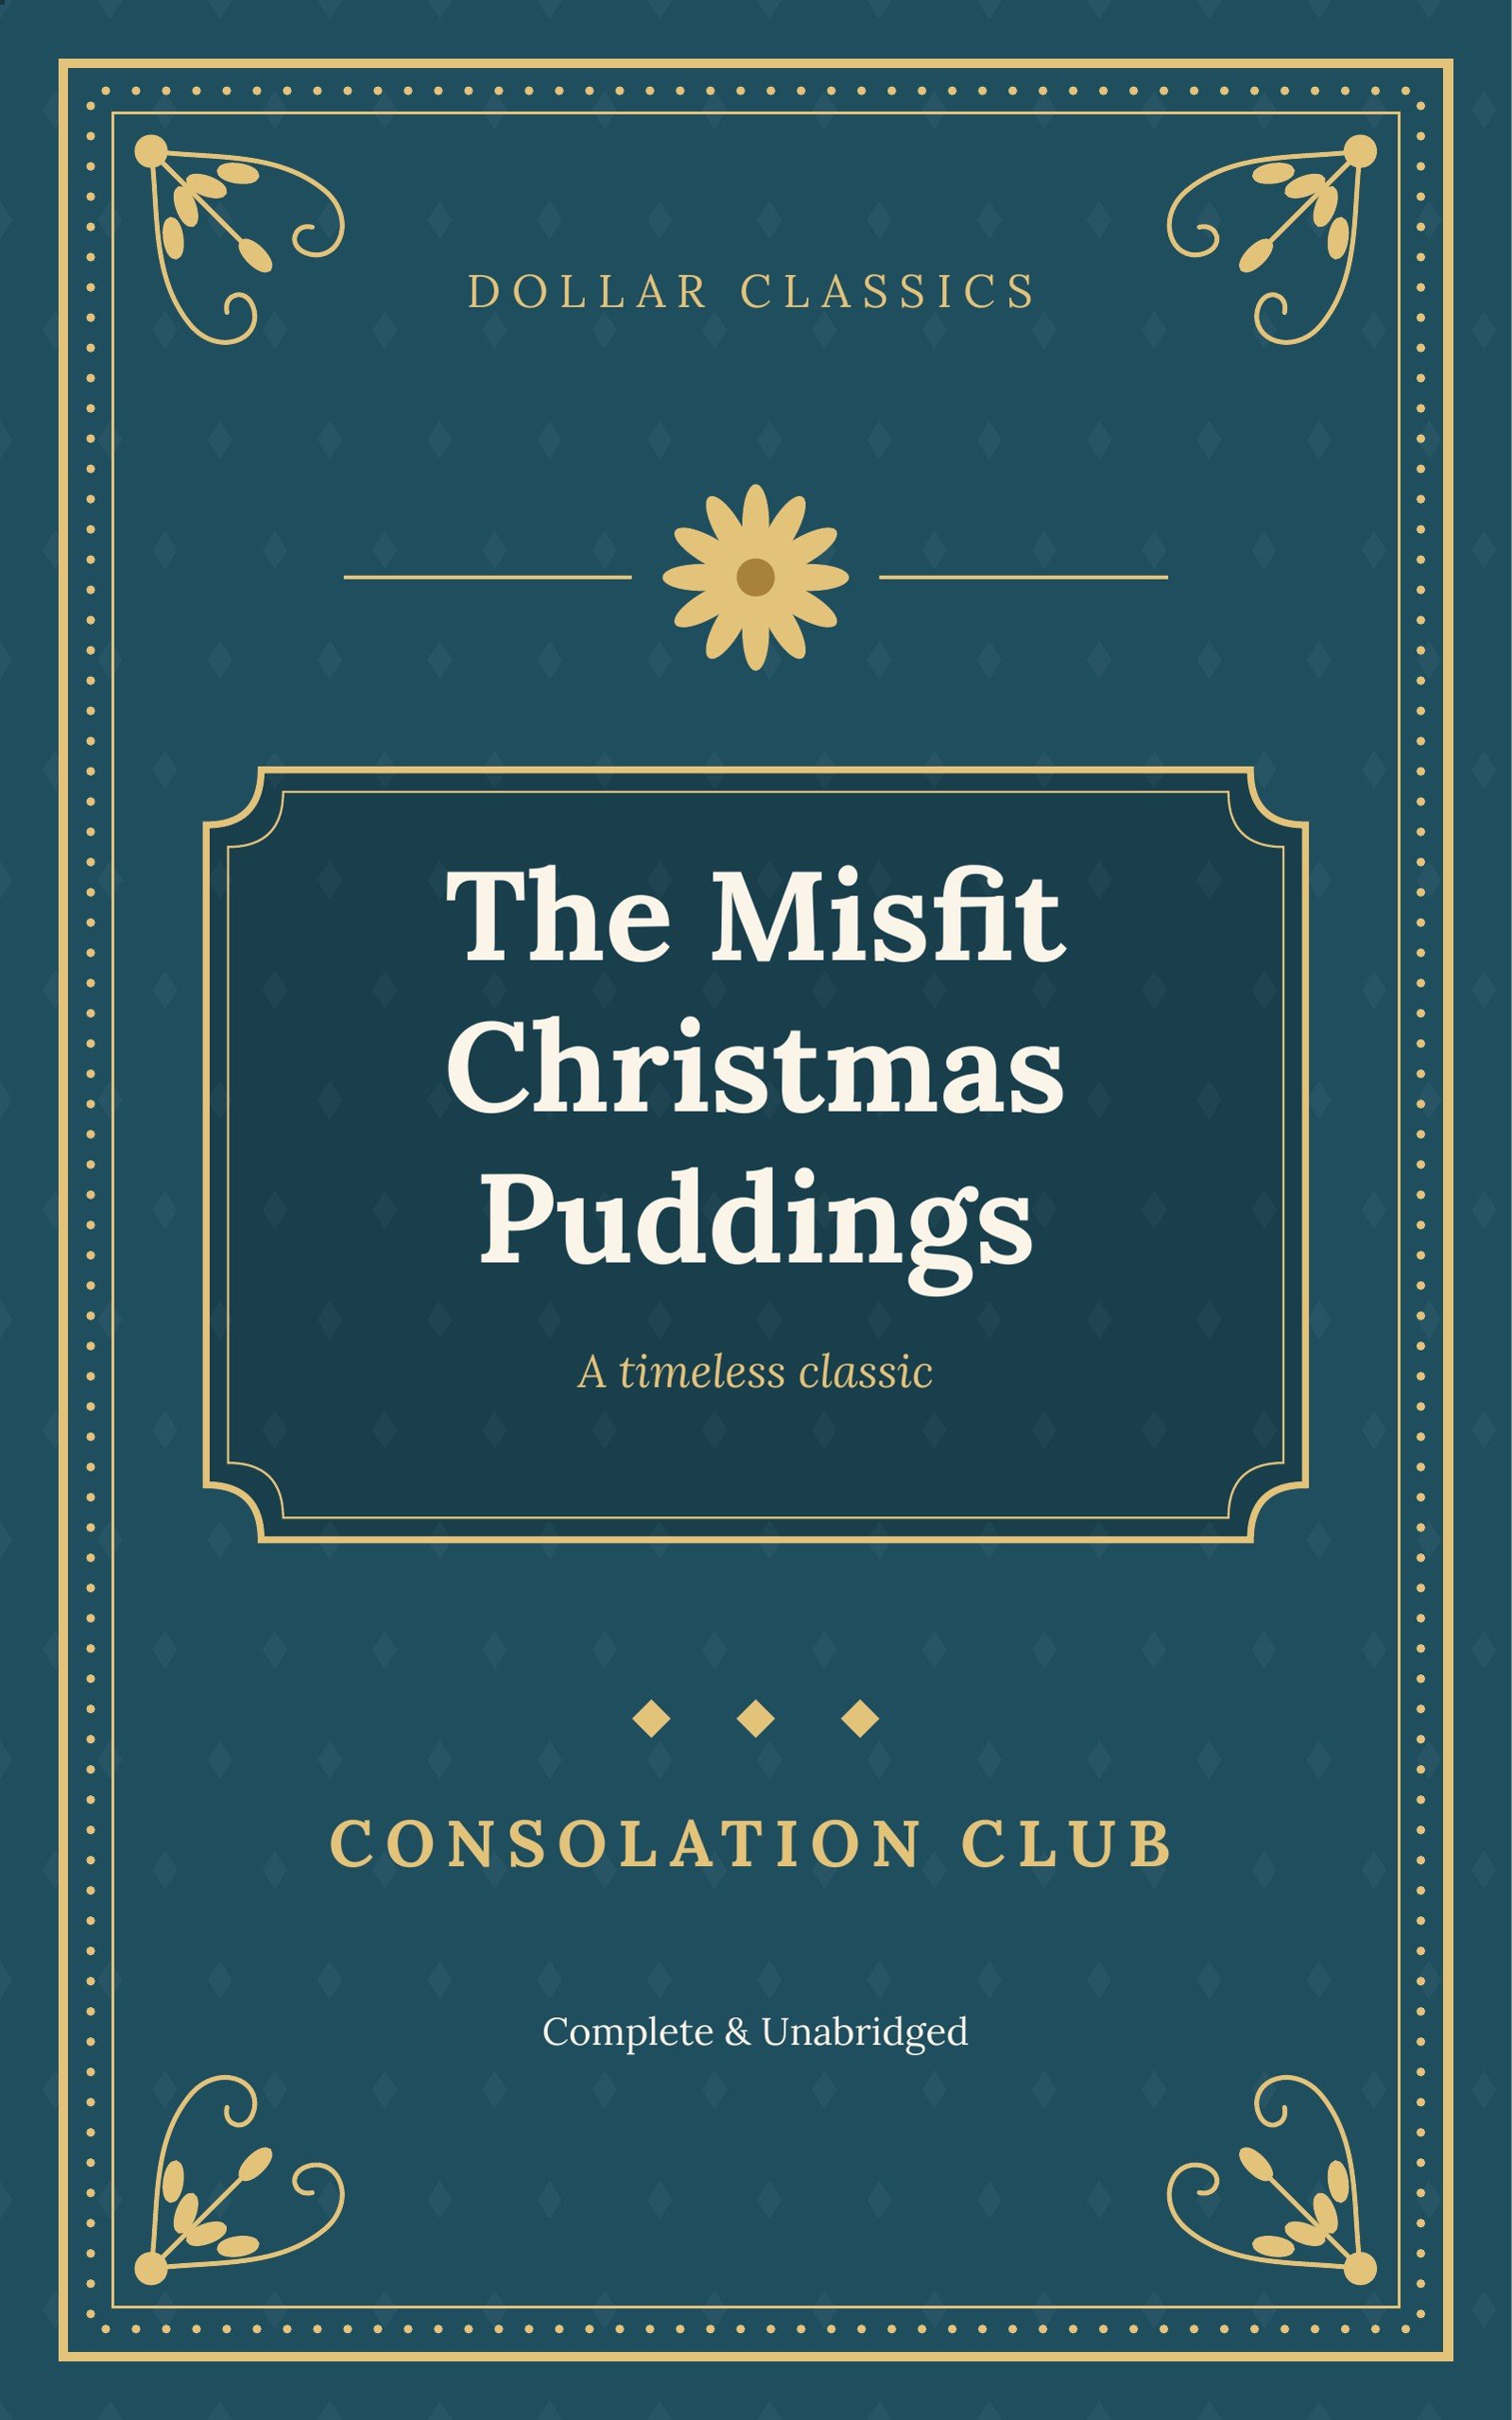 DOLLAR CLASSICS
The Misfit
Christmas
Puddings
A timeless classic
CONSOLATION CLUB
Complete & Unabridged